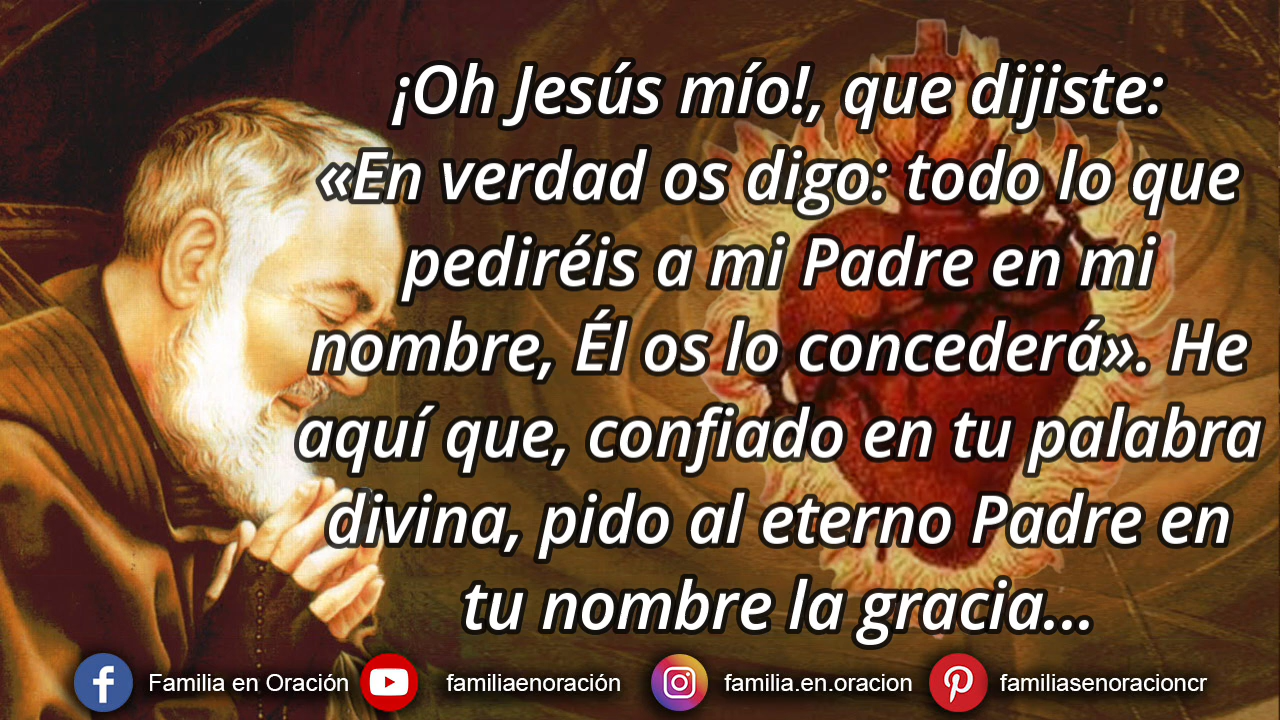 ¡Oh Jesús mío!, que dijiste:
«En verdad os digo: todo lo que
pediréis a mi Padre en mi
nombre, Él os lo concederá». He
aquí que, confiado en tu palabra
divina, pido al eterno Padre en
tu nombre la gracia...
Familia en Oración familiaenoración familia.en.oracion familiasenoracioncr